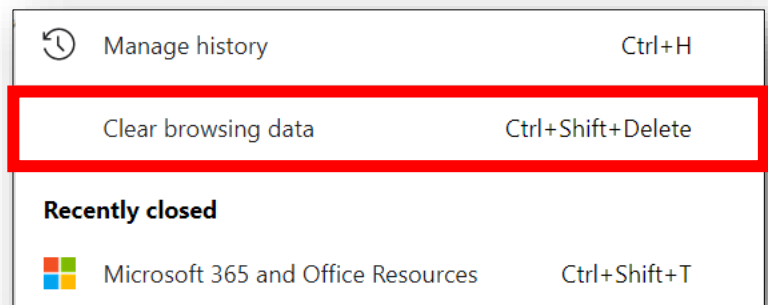 Manage history Ctrl+H
Clear browsing data Ctrl+Shift+Delete
Recently closed
Microsoft 365 and Office Resources Ctrl+Shift+T